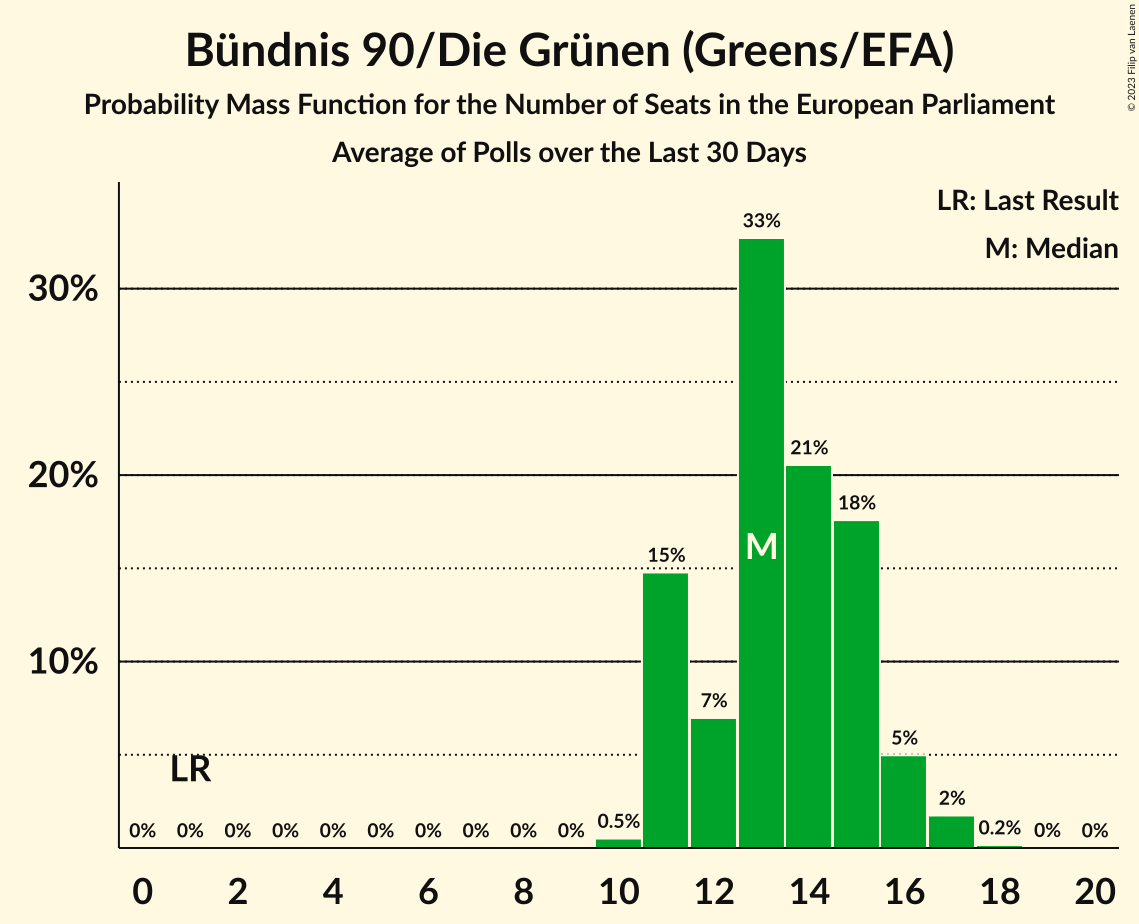 Bündnis 90/Die Grünen (Greens/EFA)
Probability Mass Function for the Number of Seats in the European Parliament
Average of Polls over the Last 30 Days
© 2023 Filip van Laenen
LR: Last Result
M: Median
33%
30%
21%
20%
18%
15%
M
10%
7%
5%
LR
2%
0% 0% 0% 0% 0% 0% 0% 0% 0% 0% 0.5% 0.2% 0% 0%
0 2 4 6 8 10 12 14 16 18 20